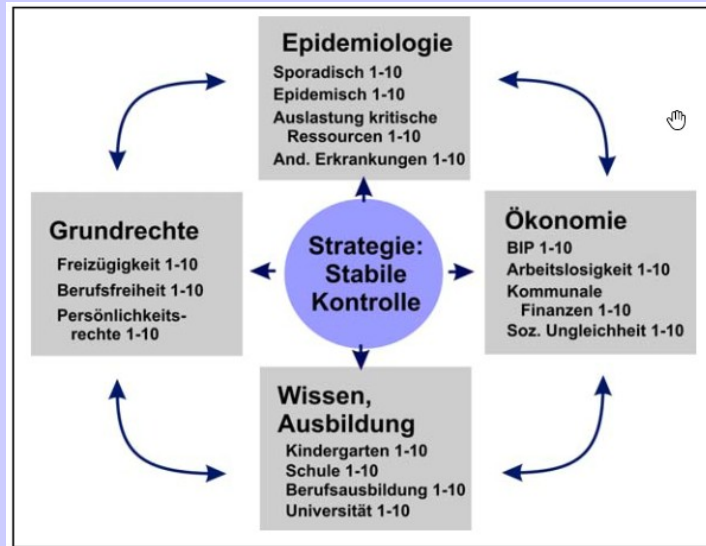 Epidemiologie
Sporadisch 1-10
Epidemisch 1-10
Auslastung kritische
Ressourcen 1-10
And. Erkrankungen 1-10
Grundrechte
Freizügigkeit 1-10
Berufsfreiheit 1-10
Persönlichkeits-
rechte 1-10
Strategie:
Stabile
Kontrolle
Ökonomie
BIP 1-10
Arbeitslosigkeit 1-10
Kommunale
Finanzen 1-10
Soz. Ungleichheit 1-10
Wissen,
Ausbildung
Kindergarten 1-10
Schule 1-10
Berufsausbildung 1-10
Universität 1-10